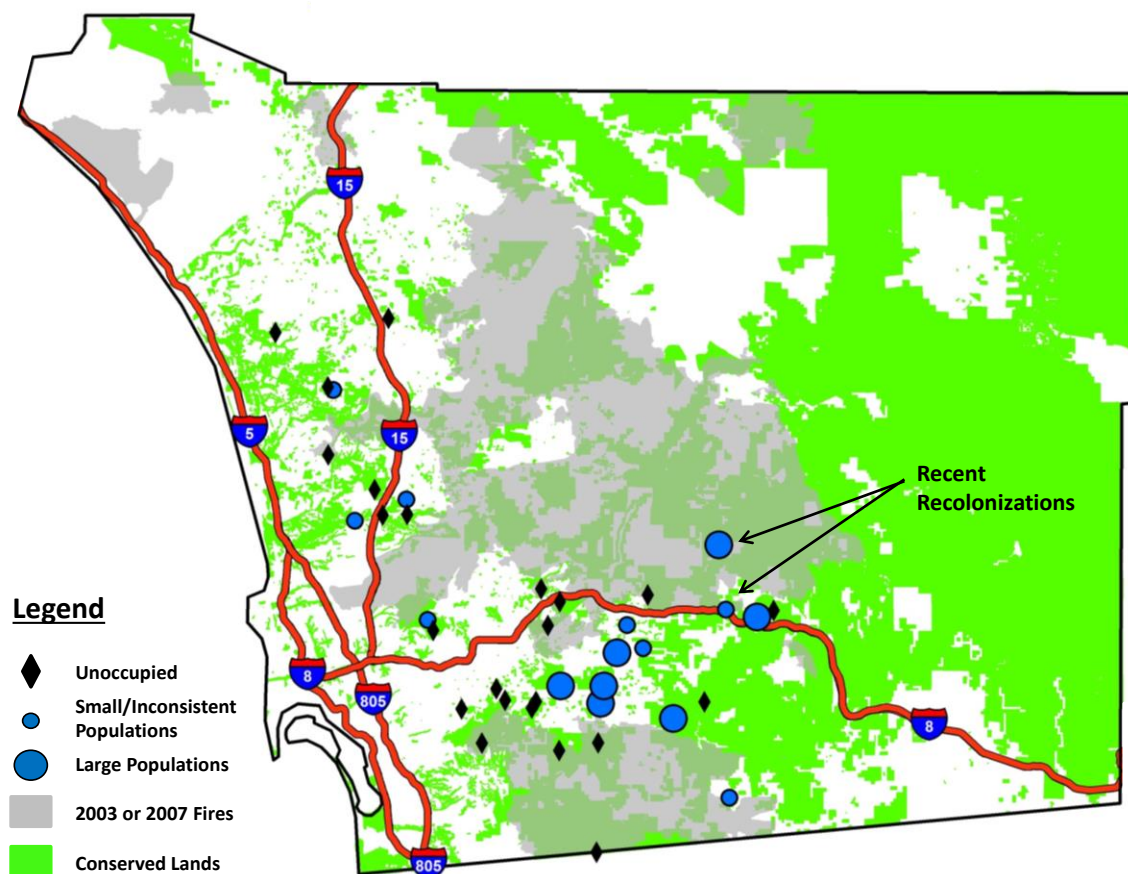 15
5
15
Recent
Recolonizations
Legend
Unoccupied
Small/Inconsistent
Populations
Large Populations
2003 or 2007 Fires
Conserved Lands
8
805
8
805